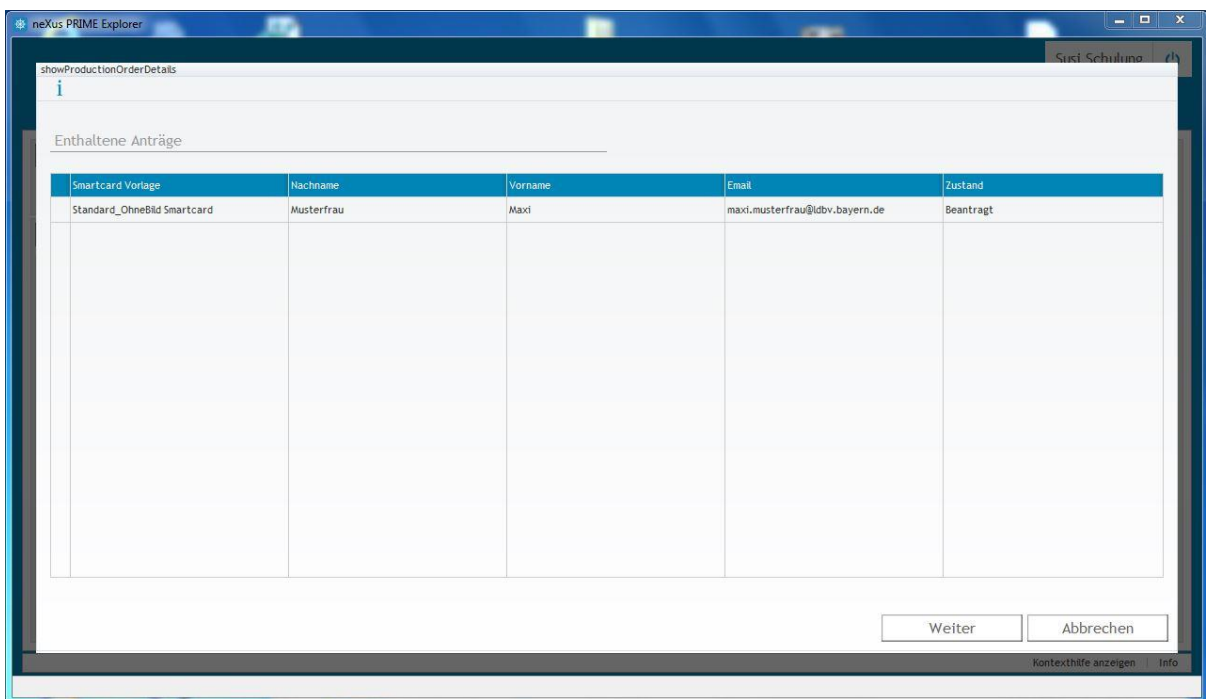 neXus PRIME Explorer
Susi Schulung
showProductionOrderDetails
i
Enthaltene Anträge
Smartcard Vorlage Nachname Vorname Email Zustand
Standard_OhneBild Smartcard Musterfrau Maxi maxi.musterfrau@ldbv.bayern.de Beantragt
Weiter Abbrechen
Kontexthilfe anzeigen Info